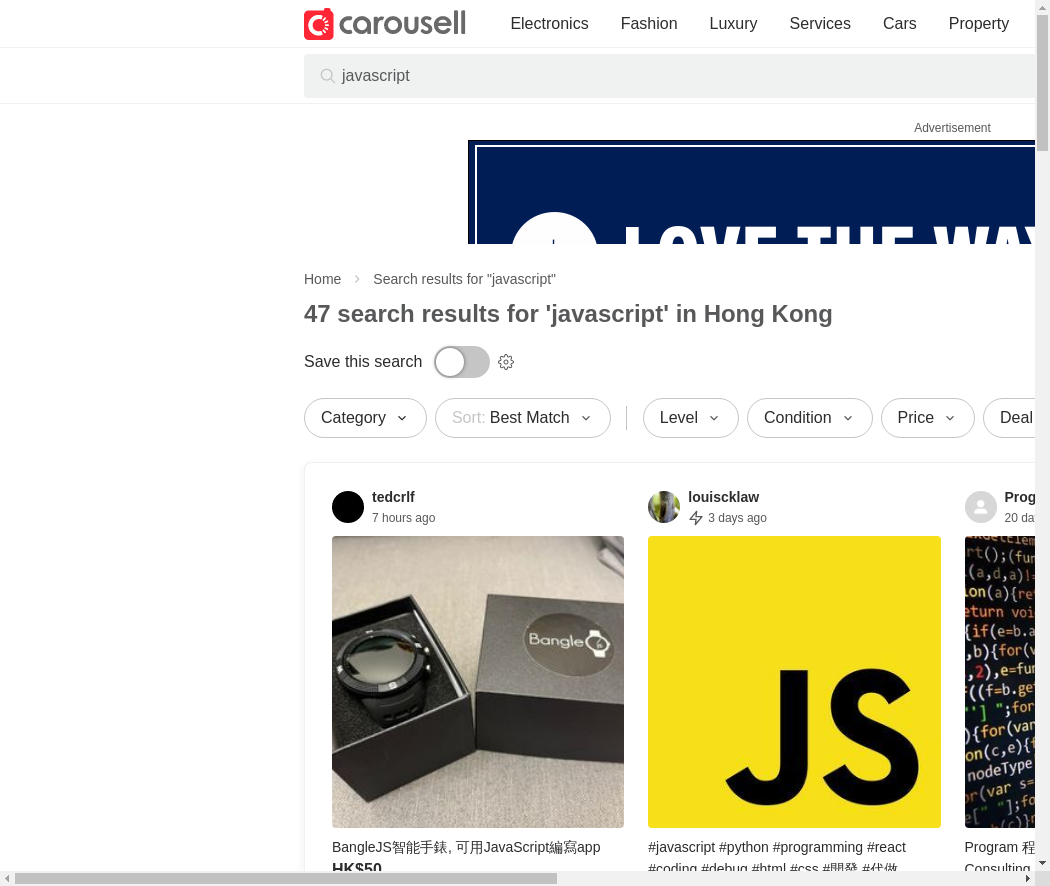 carousell
Electronics
Fashion
Luxury
Services
Cars
Property
javascript
Advertisement
LOVE THE WAY
Home
Search results for "javascript"
47 search results for 'javascript' in Hong Kong
Save this search
Category
Sort: Best Match
Level
Condition
Price
Deal
tedcrlf
7 hours ago
Bangle
JS
BangleJS智能手錶, 可用JavaScript編寫app
HK$50
louiscklaw
3 days ago
JS
#javascript #python #programming #react
#coding #debug #html #css #開發 #代做
Prog
20 da
Program 程
Consulting